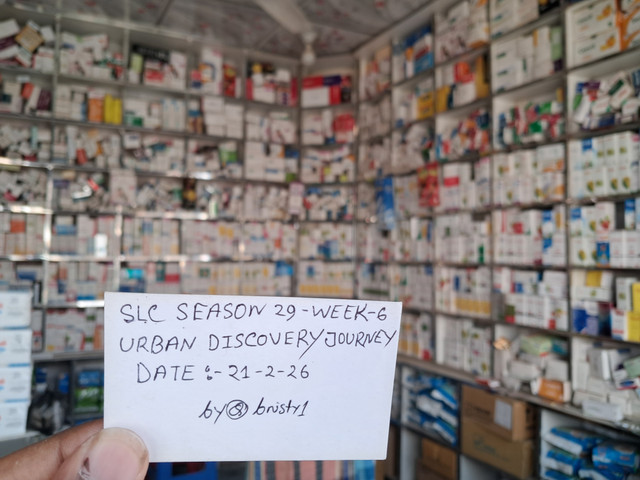 SLC SEASON 29-WEEK-6
URBAN DISCOVERY JOURNEY
DATE :- 21-2-26
by @ bristy1